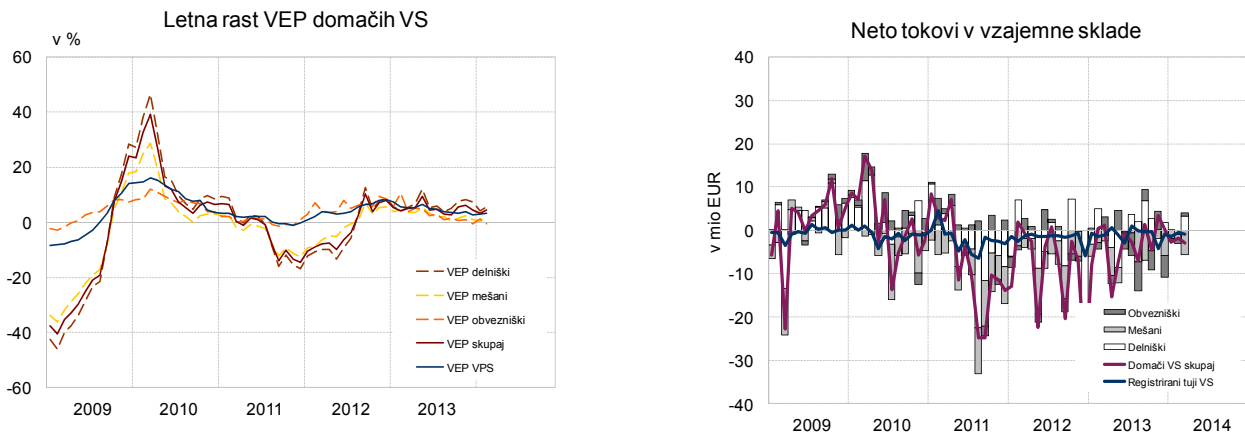 Letna rast VEP domačih VS
v %
60
40
20
0
-20
-40
-60
2009 2010 2011 2012 2013
VEP delniški
VEP mešani
VEP obvezniški
VEP skupaj
VEP VPS
Neto tokovi v vzajemne sklade
v mio EUR
40
30
20
10
0
-10
-20
-30
-40
2009 2010 2011 2012 2013 2014
Obvezniški
Mešani
Delniški
Domači VS skupaj
Registrirani tuji VS